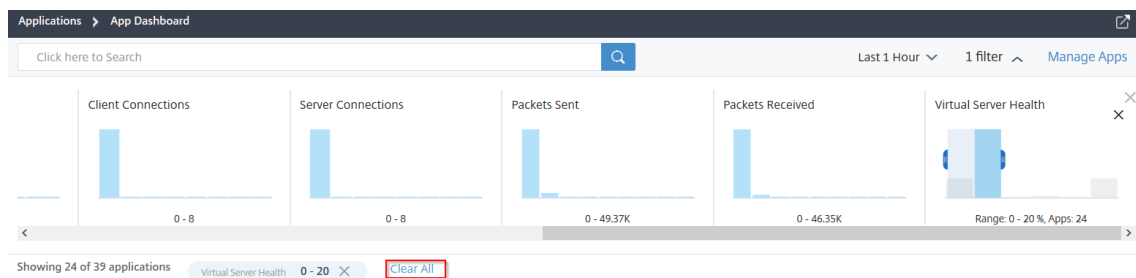 Applications > App Dashboard
Click here to Search
Last 1 Hour
1 filter
Manage Apps
Client Connections
Server Connections
Packets Sent
Packets Received
Virtual Server Health
0 - 8
0 - 8
0 - 49.37K
0 - 46.35K
Range: 0 - 20 %, Apps: 24
Showing 24 of 39 applications
Virtual Server Health 0 - 20
Clear All